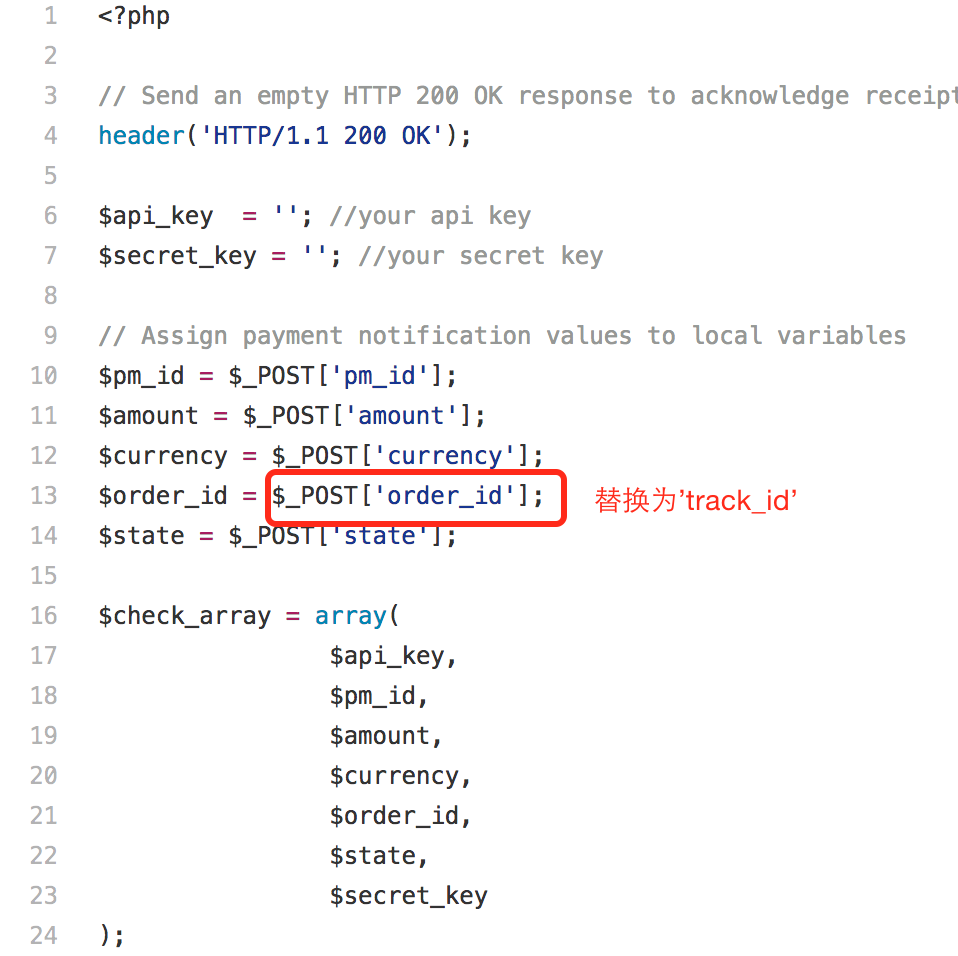 1 <?php
2
3 // Send an empty HTTP 200 OK response to acknowledge receipt
4 header('HTTP/1.1 200 OK');
5
6 $api_key  = ''; //your api key
7 $secret_key = ''; //your secret key
8
9 // Assign payment notification values to local variables
10 $pm_id = $_POST['pm_id'];
11 $amount = $_POST['amount'];
12 $currency = $_POST['currency'];
13 $order_id = $_POST['order_id']; 替换为’track_id’
14 $state = $_POST['state'];
15
16 $check_array = array(
17                 $api_key,
18                 $pm_id,
19                 $amount,
20                 $currency,
21                 $order_id,
22                 $state,
23                 $secret_key
24 );